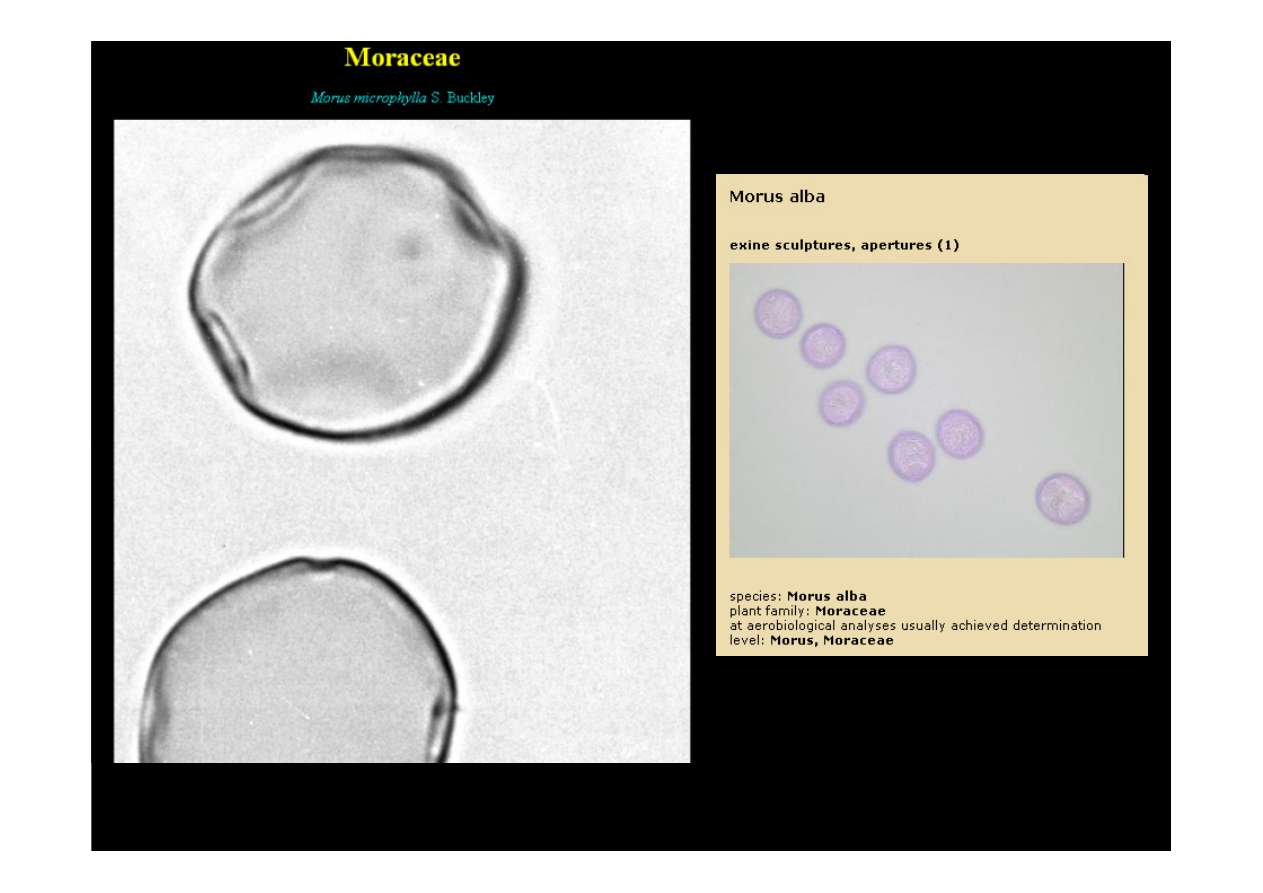 Moraceae
Morus microphylla S. Buckley
Morus alba
exine sculptures, apertures (1)
species: Morus alba
plant family: Moraceae
at aerobiological analyses usually achieved determination
level: Morus, Moraceae